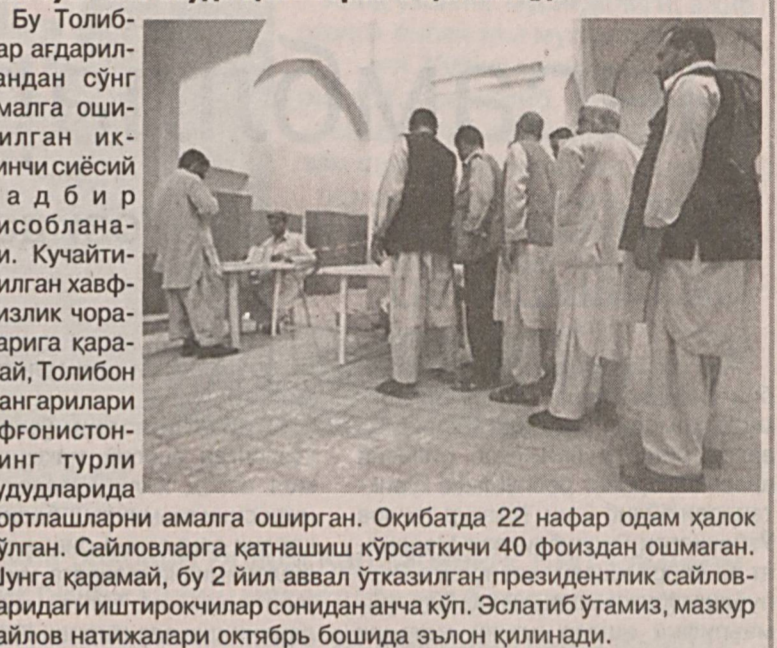 Бу Толиб-
ар ағдарил-
андан сўнг
малга оши-
илган ик-
инчи сиёсий
адбир
исоблана-
и. Кучайти-
илган хавф-
излик чора-
арига қара-
ай, Толибон
ангарилари
фғонистон-
инг турли
удудларида
ортлашларни амалга оширган. Оқибатда 22 нафар одам ҳалок
ўлган. Сайловларга қатнашиш кўрсаткичи 40 фоиздан ошмаган.
Шунга қарамай, бу 2 йил аввал ўтказилган президентлик сайлов-
аридаги иштирокчилар сонидан анча кўп. Эслатиб ўтамиз, мазкур
айлов натижалари октябрь бошида эълон қилинади.